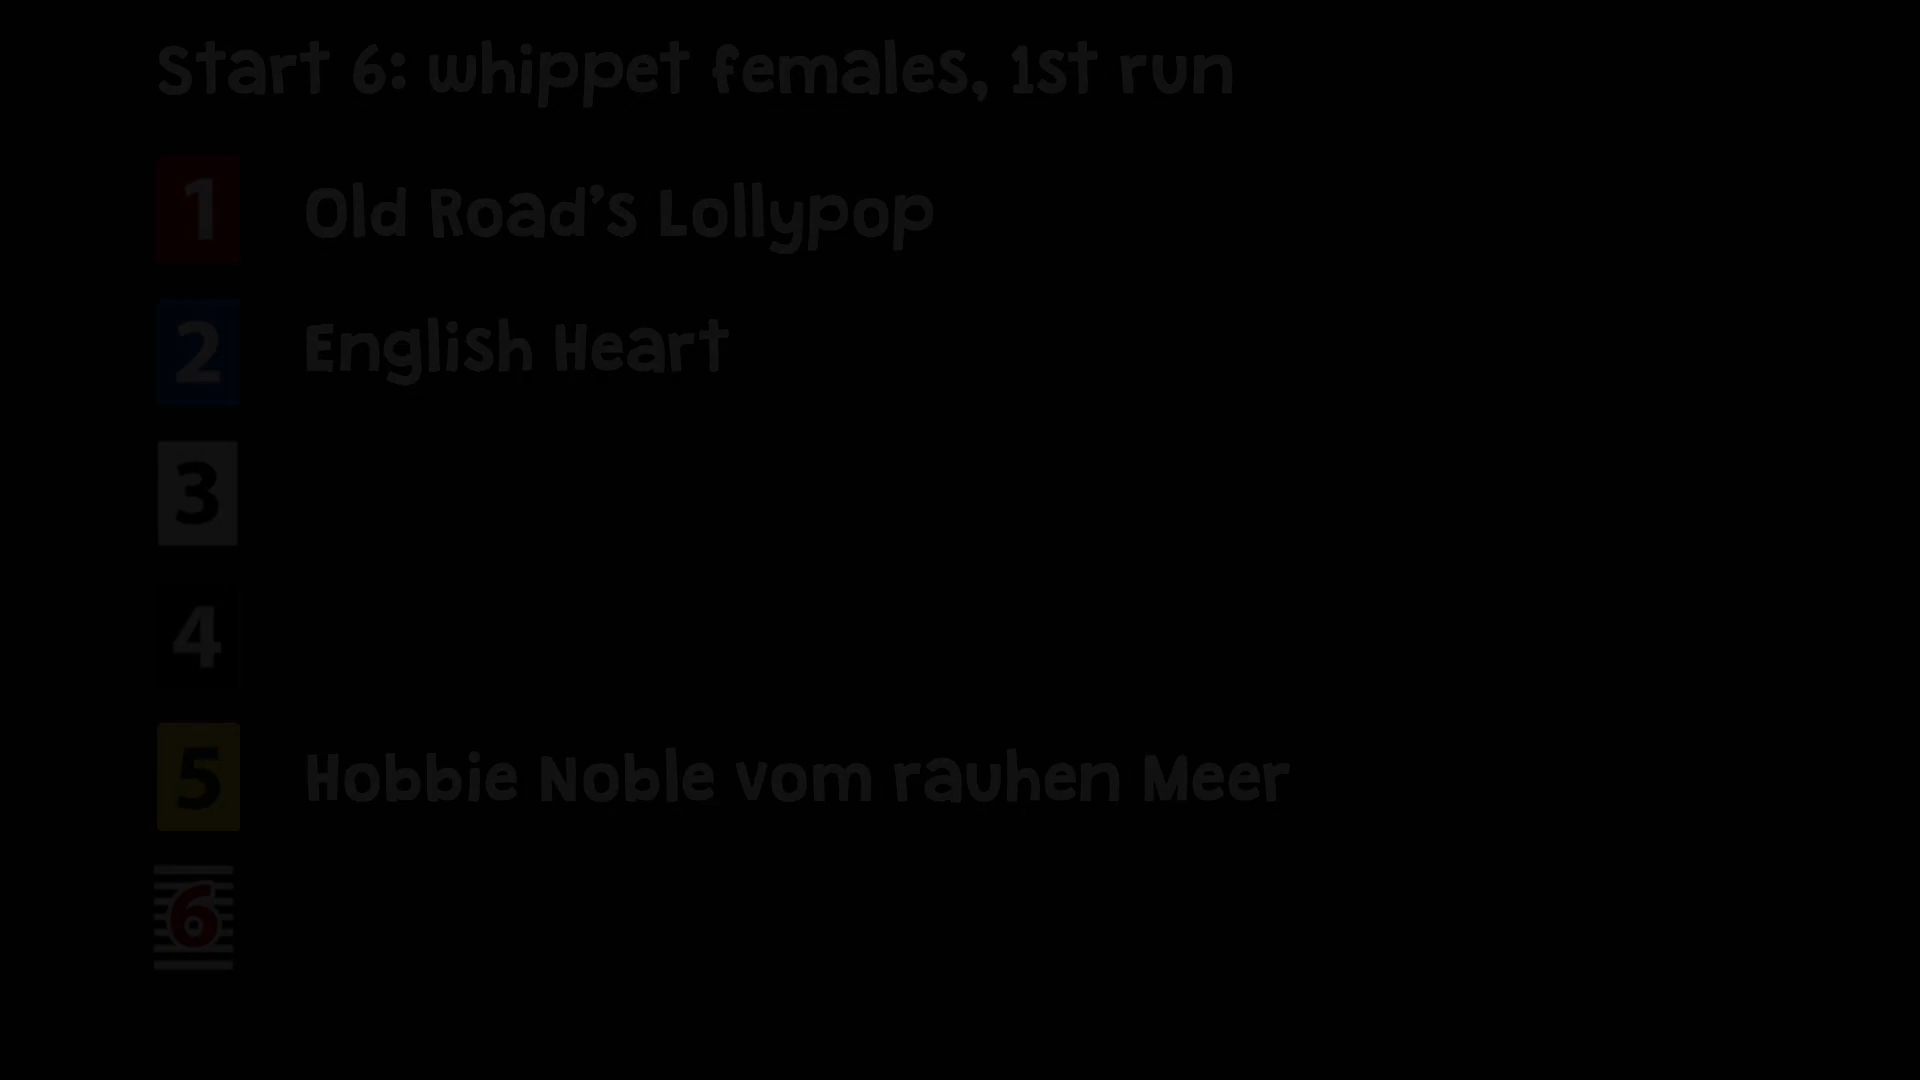 Start 6: whippet females, 1st run
1 Old Road's Lollypop
2 English Heart
3
4
5 Hobbie Noble vom rauhen Meer
6